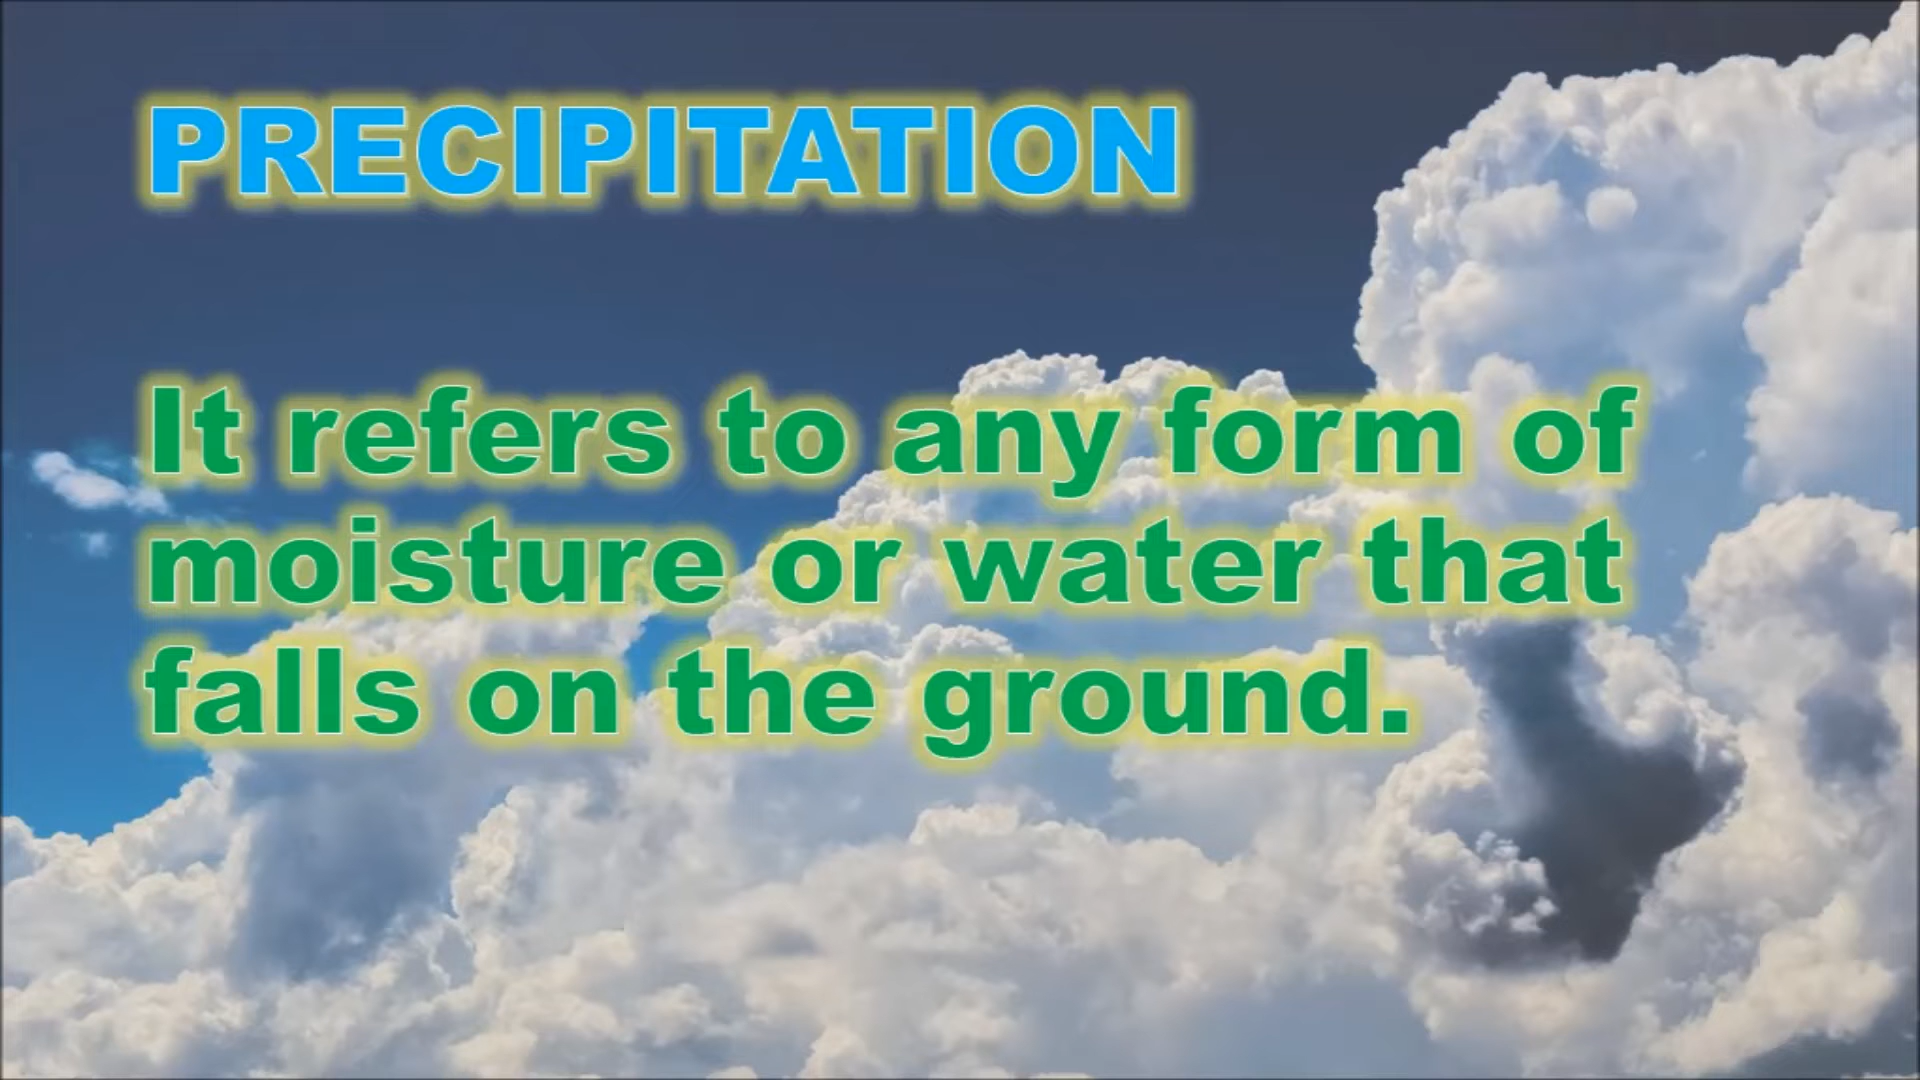 PRECIPITATION
It refers to any form of
moisture or water that
falls on the ground.